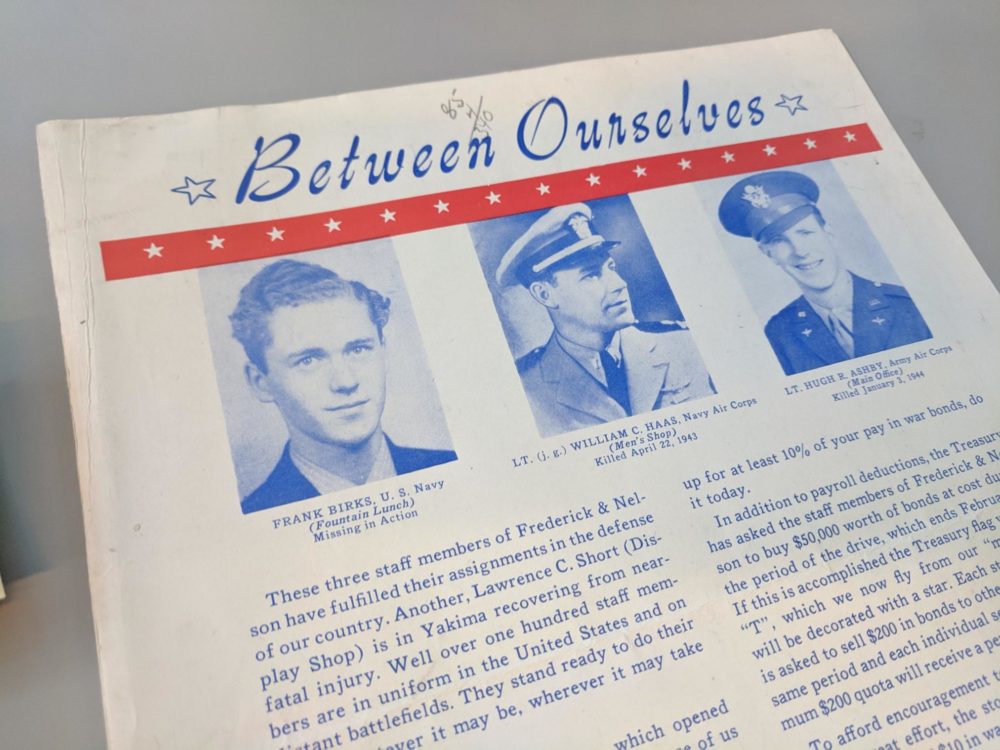 Between Ourselves
FRANK BIRKS, U. S. Navy
(Fountain Lunch)
Missing in Action
LT. (j. g.) WILLIAM C. HAAS, Navy Air Corps
(Men's Shop)
Killed April 22, 1943
LT. HUGH R. ASHBY, Army Air Corps
(Main Office)
Killed January 3, 1944
These three staff members of Frederick & Nel-
son have fulfilled their assignments in the defense
of our country. Another, Lawrence C. Short (Dis-
play Shop) is in Yakima recovering from near-
fatal injury. Well over one hundred staff mem-
bers are in uniform in the United States and on
distant battlefields. They stand ready to do their
it may be, wherever it may take
which opened
of us
up for at least 10% of your pay in war bonds, do
it today.
In addition to payroll deductions, the Treasury
has asked the staff members of Frederick & Nel-
son to buy $50,000 worth of bonds at cost
the period of the drive, which ends
If this is accomplished the Treasury flag
"T", which we now fly from our
will be decorated with a star. Each
is asked to sell $200 in bonds to
same period and each individual
mum $200 quota will receive a
To afford encouragement
effort, the
in